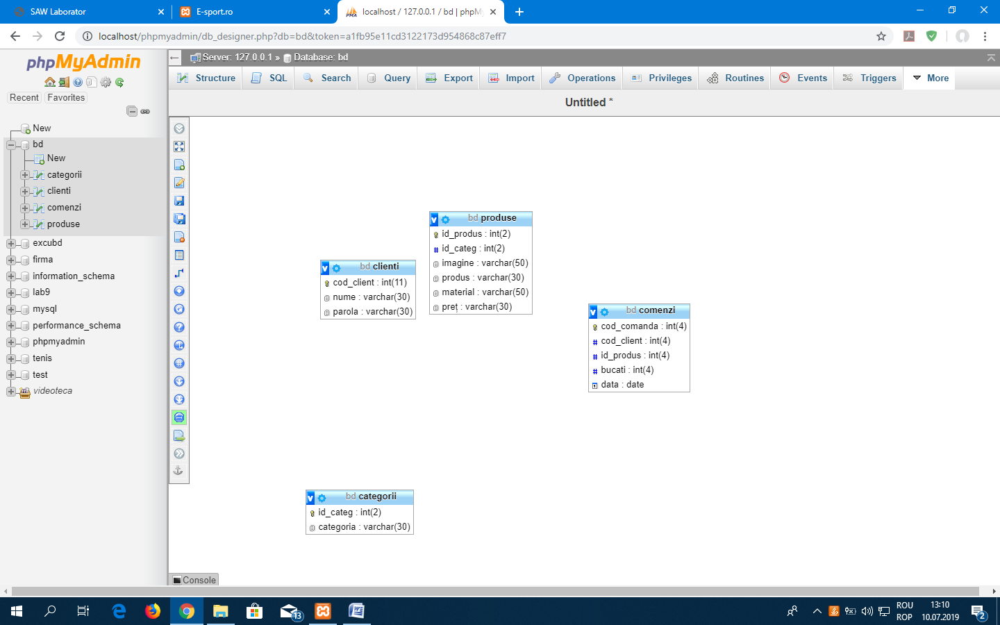 SAW Laborator
E-sport.ro
localhost / 127.0.0.1 / bd | phpMy
localhost/phpmyadmin/db_designer.php?db=bd&token=a1fb95e11cd3122173d954868c87eff7
phpMyAdmin
Recent
Favorites
New
bd
New
categorii
clienti
comenzi
produse
excubd
firma
information_schema
lab9
mysql
performance_schema
phpmyadmin
tenis
test
videoteca
Server: 127.0.0.1 » Database: bd
Structure
SQL
Search
Query
Export
Import
Operations
Privileges
Routines
Events
Triggers
More
Untitled *
v bd produse
id_produs : int(2)
id_categ : int(2)
imagine : varchar(50)
produs : varchar(30)
material : varchar(50)
preț : varchar(30)
v bd clienti
cod_client : int(11)
nume : varchar(30)
parola : varchar(30)
v bd comenzi
cod_comanda : int(4)
cod_client : int(4)
id_produs : int(4)
bucati : int(4)
data : date
v bd categorii
id_categ : int(2)
categoria : varchar(30)
Console
13
ROU
ROP
13:10
10.07.2019
2